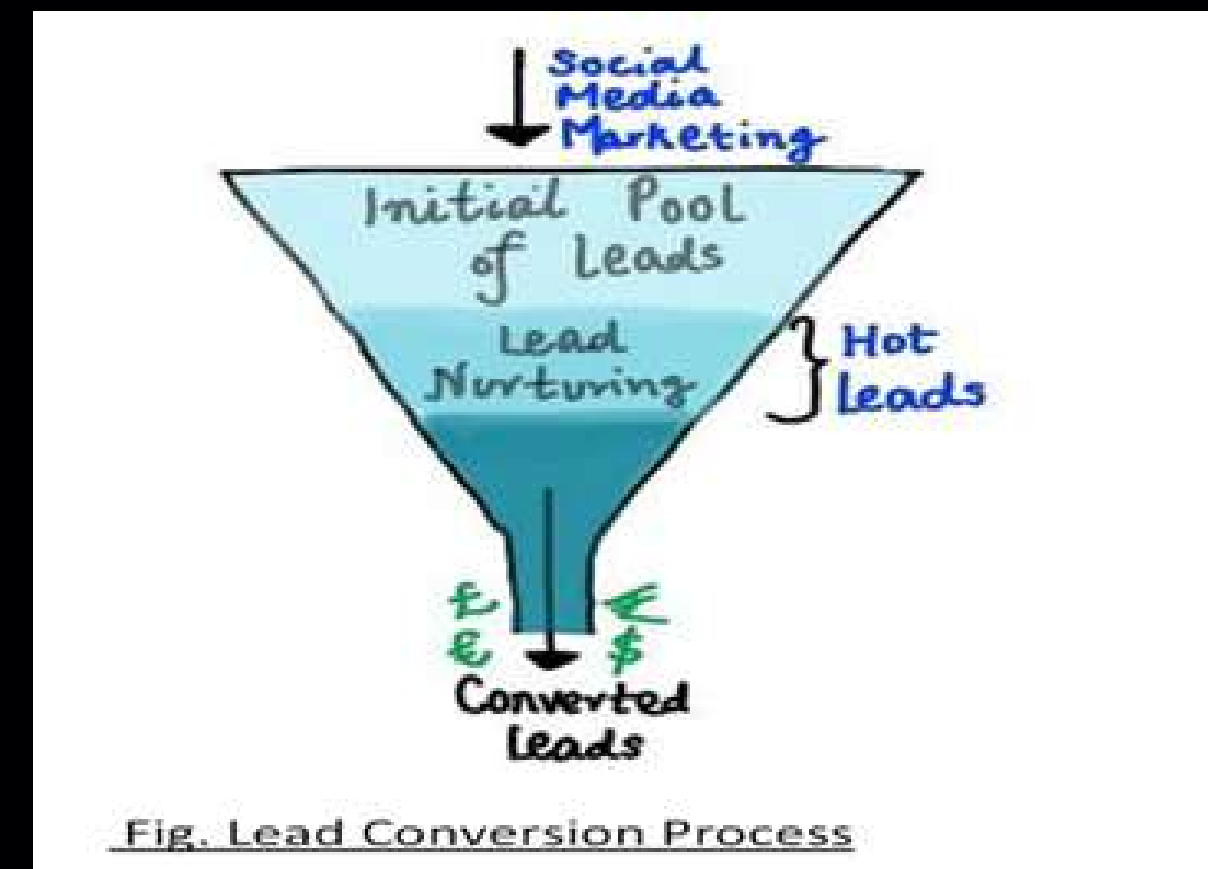 Social
Media
Marketing
Initial Pool
of Leads
Lead
Nurturing
Hot
Leads
£
€ $
Converted
Leads
Fig. Lead Conversion Process